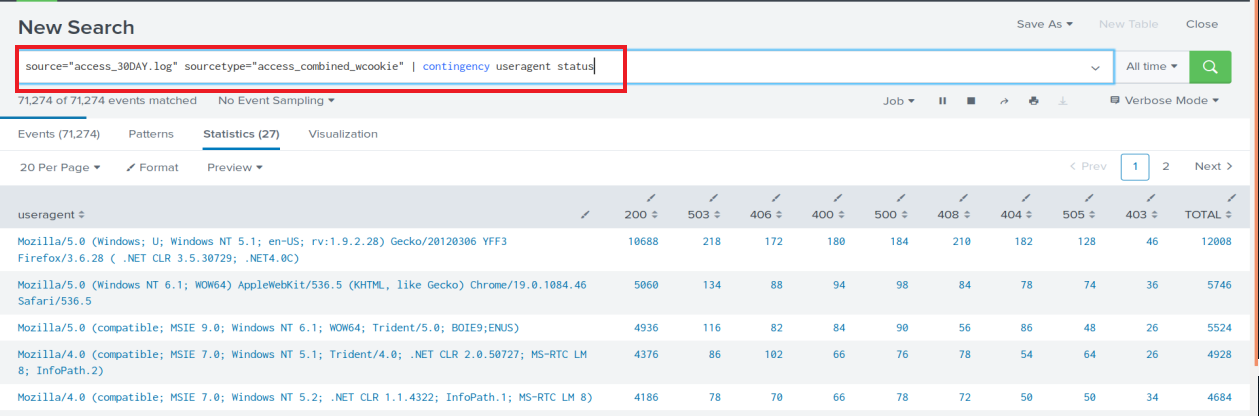 New Search
Save As New Table Close
source="access_30DAY.log" sourcetype="access_combined_wcookie" | contingency useragent status
All time
71,274 of 71,274 events matched No Event Sampling Job Verbose Mode
Events (71,274) Patterns Statistics (27) Visualization
20 Per Page Format Preview < Prev 1 2 Next >
useragent 200 503 406 400 500 408 404 505 403 TOTAL
Mozilla/5.0 (Windows; U; Windows NT 5.1; en-US; rv:1.9.2.28) Gecko/20120306 YFF3 10688 218 172 180 184 210 182 128 46 12008
Firefox/3.6.28 ( .NET CLR 3.5.30729; .NET4.0C)
Mozilla/5.0 (Windows NT 6.1; WOW64) AppleWebKit/536.5 (KHTML, like Gecko) Chrome/19.0.1084.46 5060 134 88 94 98 84 78 74 36 5746
Safari/536.5
Mozilla/5.0 (compatible; MSIE 9.0; Windows NT 6.1; WOW64; Trident/5.0; BOIE9;ENUS) 4936 116 82 84 90 56 86 48 26 5524
Mozilla/4.0 (compatible; MSIE 7.0; Windows NT 5.1; Trident/4.0; .NET CLR 2.0.50727; MS-RTC LM 4376 86 102 66 76 78 54 64 26 4928
8; InfoPath.2)
Mozilla/4.0 (compatible; MSIE 7.0; Windows NT 5.2; .NET CLR 1.1.4322; InfoPath.1; MS-RTC LM 8) 4186 78 70 66 78 72 50 50 34 4684